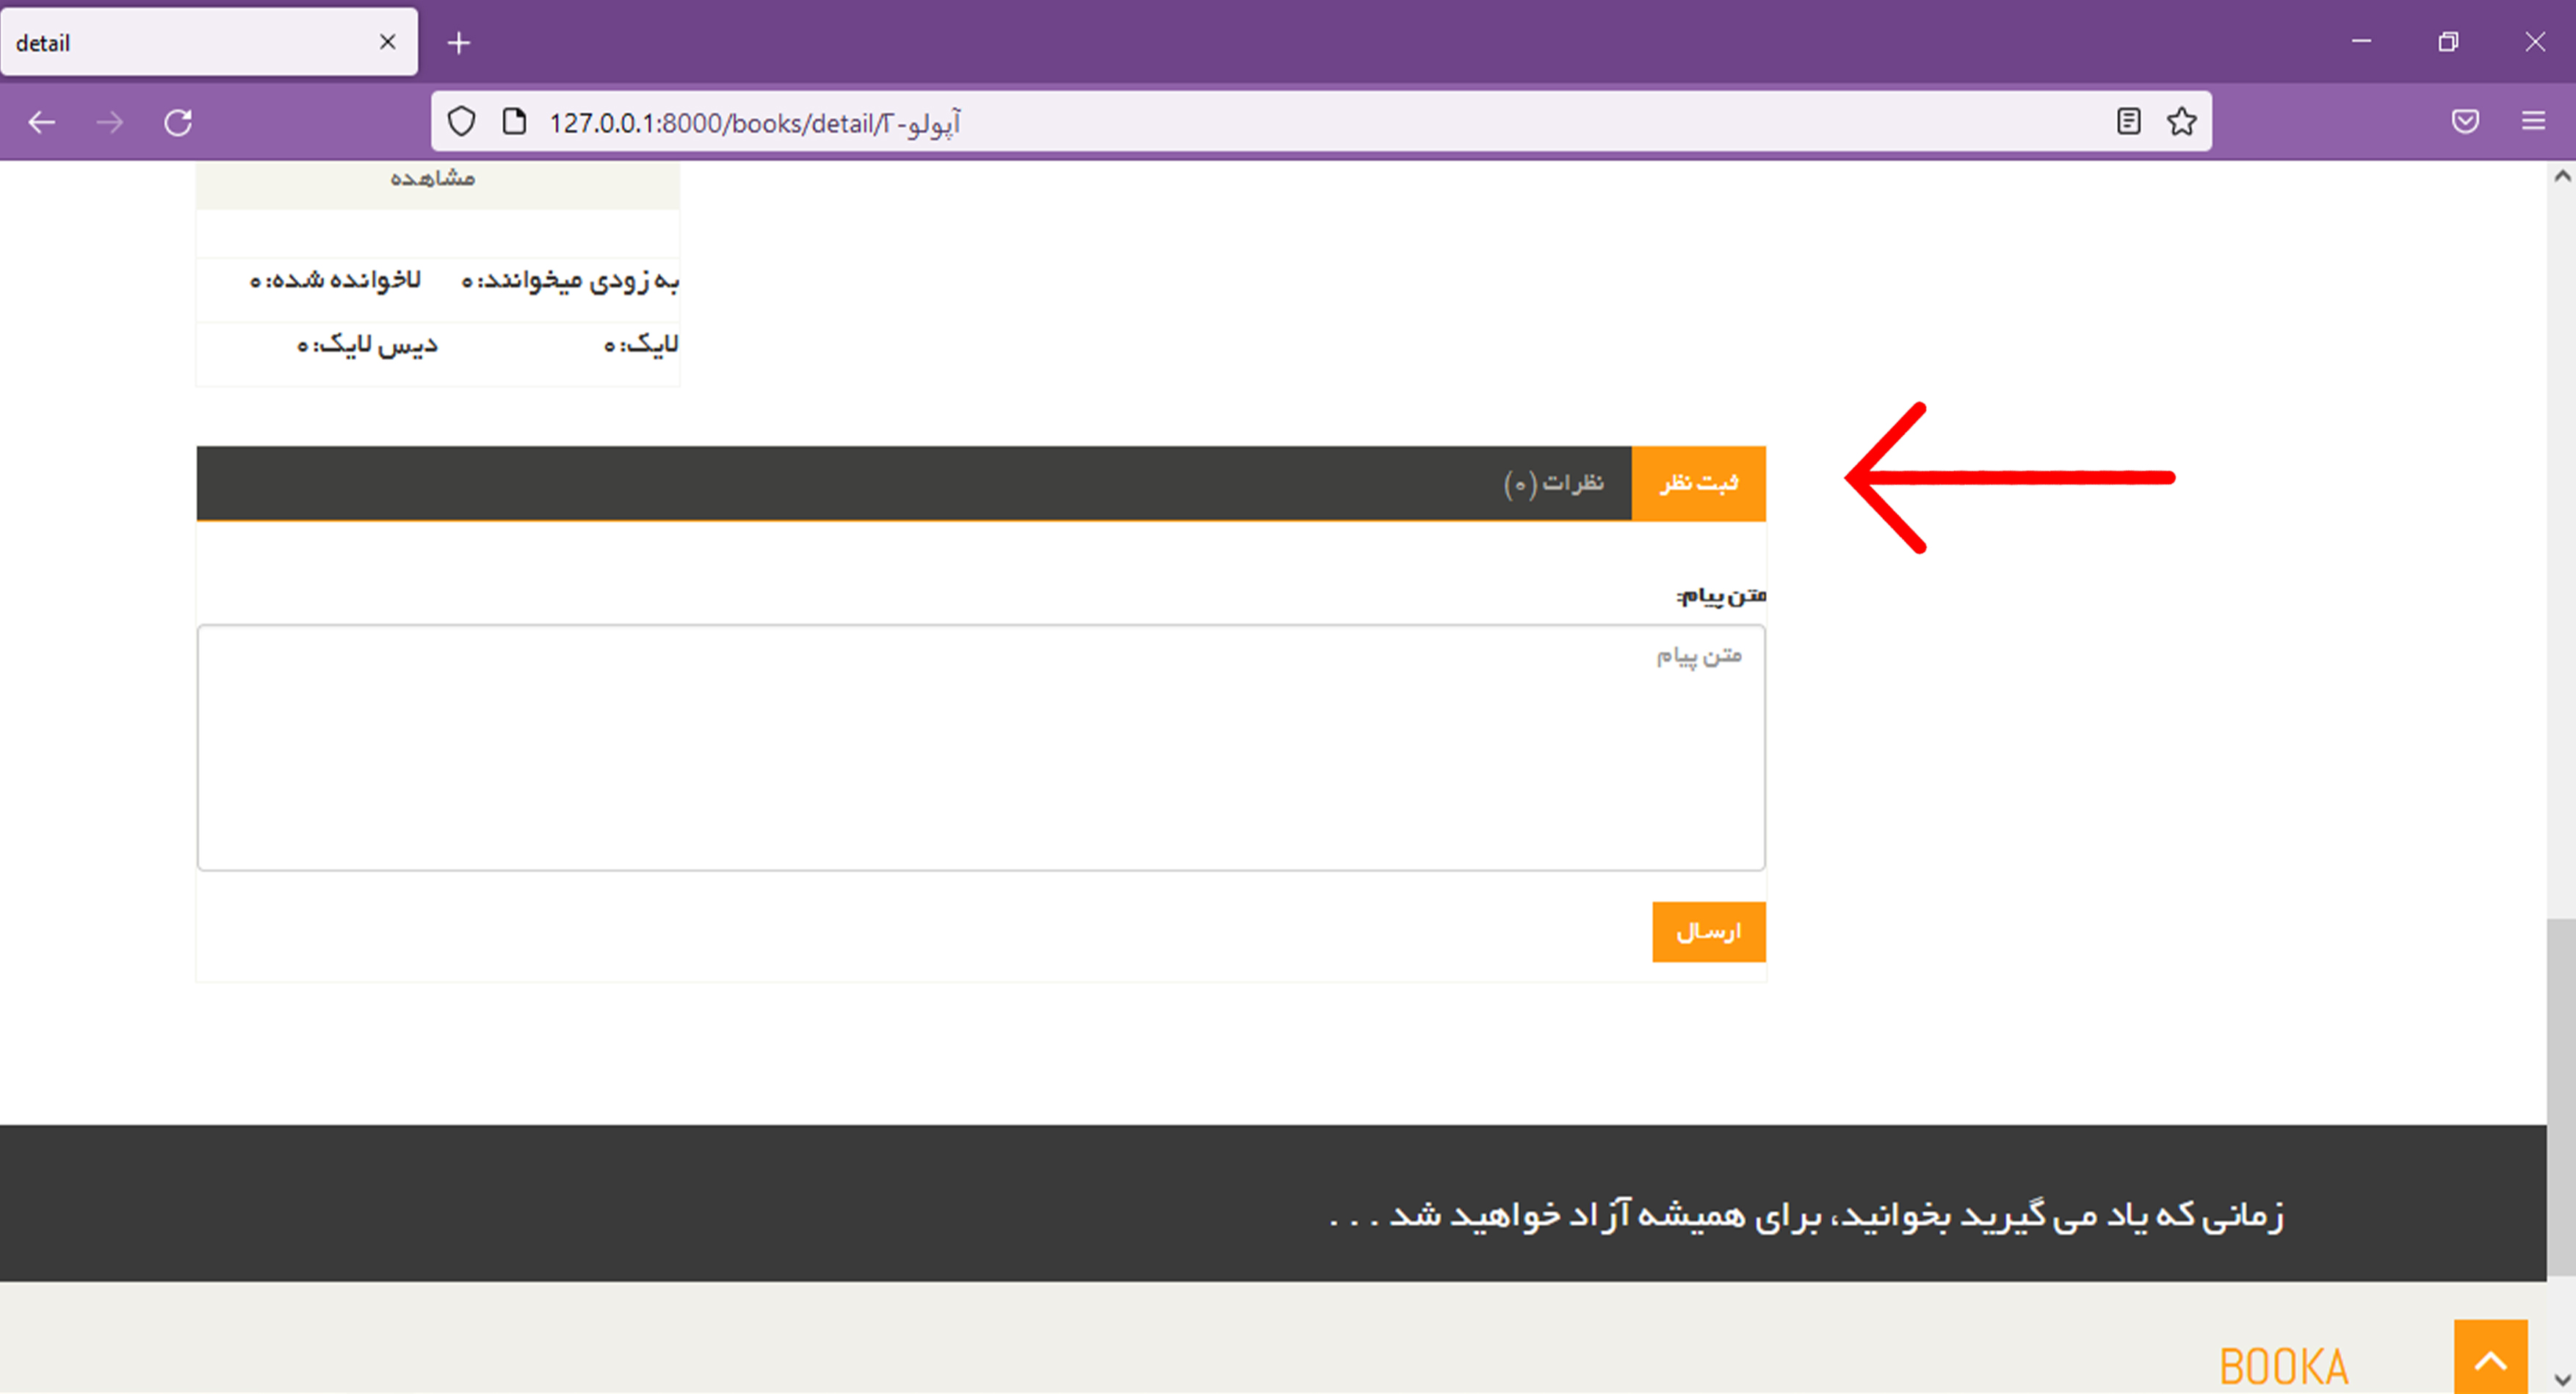 detail
127.0.0.1:8000/books/detail/آپولو-۲
مشاهده
به زودی میخوانند: ۰ لاخوانده شده: ۰
لایک: ۰ دیس لایک: ۰
ثبت نظر نظرات (۰)
متن پیام:
متن پیام
ارسال
زمانی که یاد می گیرید بخوانید، برای همیشه آزاد خواهید شد . . .
BOOKA